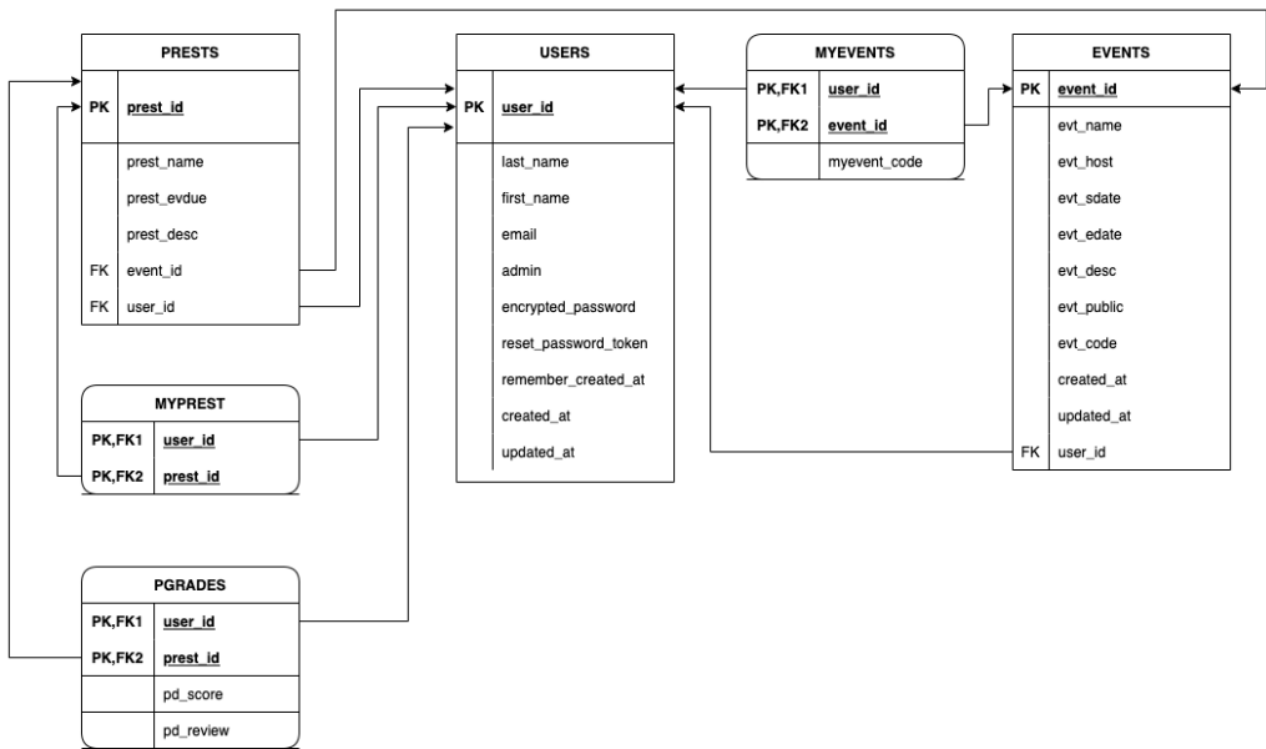 PRESTS
PK prest_id
prest_name
prest_evdue
prest_desc
FK event_id
FK user_id
USERS
PK user_id
last_name
first_name
email
admin
encrypted_password
reset_password_token
remember_created_at
created_at
updated_at
MYEVENTS
PK,FK1 user_id
PK,FK2 event_id
myevent_code
EVENTS
PK event_id
evt_name
evt_host
evt_sdate
evt_edate
evt_desc
evt_public
evt_code
created_at
updated_at
FK user_id
MYPREST
PK,FK1 user_id
PK,FK2 prest_id
PGRADES
PK,FK1 user_id
PK,FK2 prest_id
pd_score
pd_review